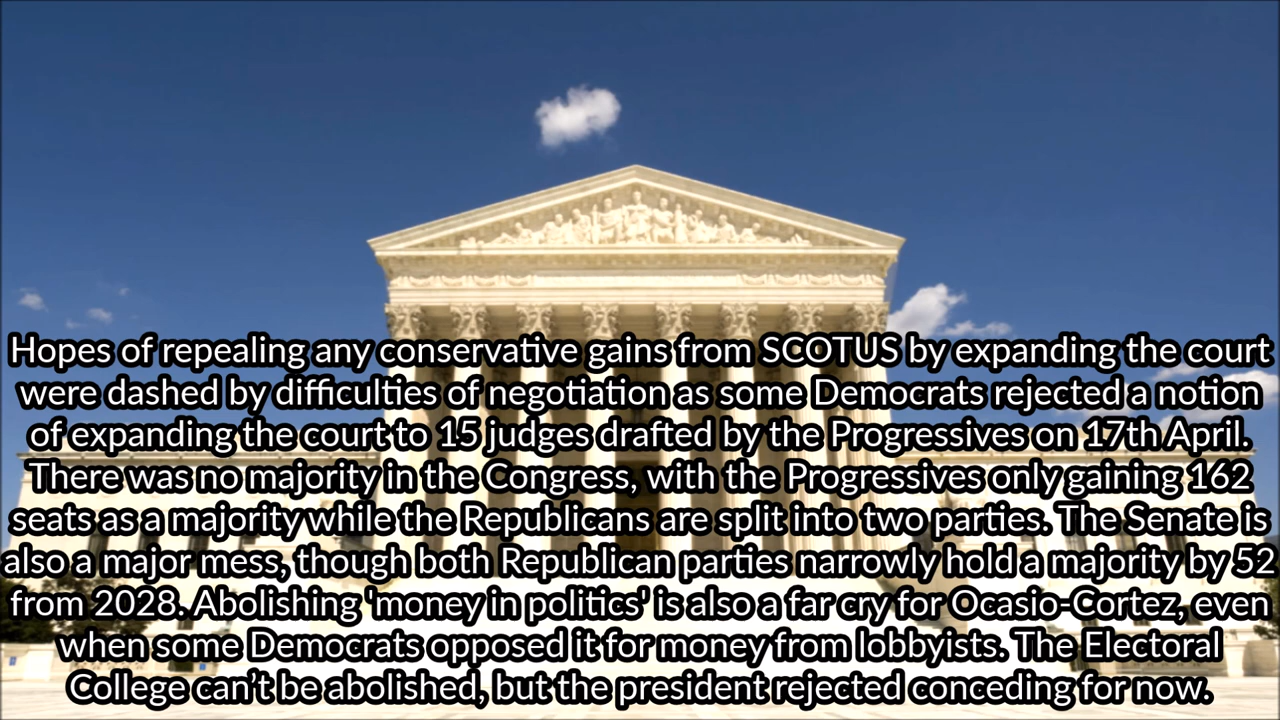 Hopes of repealing any conservative gains from SCOTUS by expanding the court
were dashed by difficulties of negotiation as some Democrats rejected a notion
of expanding the court to 15 judges drafted by the Progressives on 17th April.
There was no majority in the Congress, with the Progressives only gaining 162
seats as a majority while the Republicans are split into two parties. The Senate is
also a major mess, though both Republican parties narrowly hold a majority by 52
from 2028. Abolishing 'money in politics' is also a far cry for Ocasio-Cortez, even
when some Democrats opposed it for money from lobbyists. The Electoral
College can't be abolished, but the president rejected conceding for now.